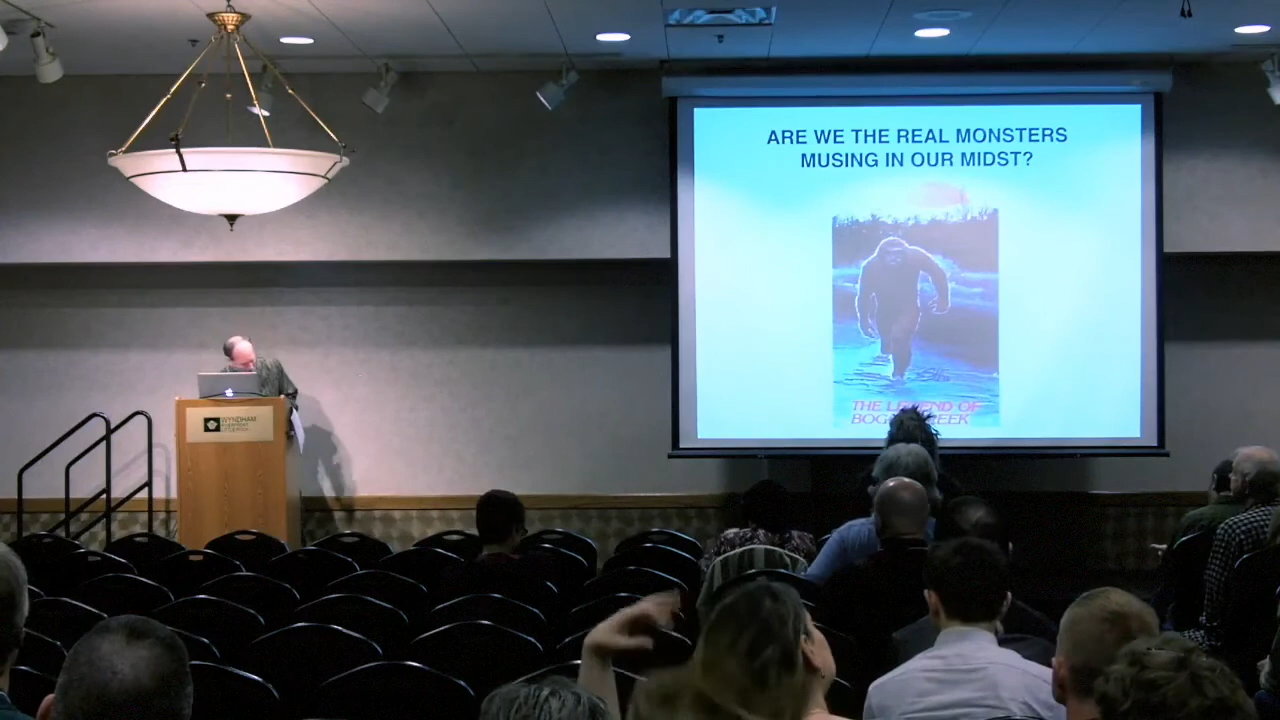 ARE WE THE REAL MONSTERS
MUSING IN OUR MIDST?
THE LEGEND OF
WYNDHAM